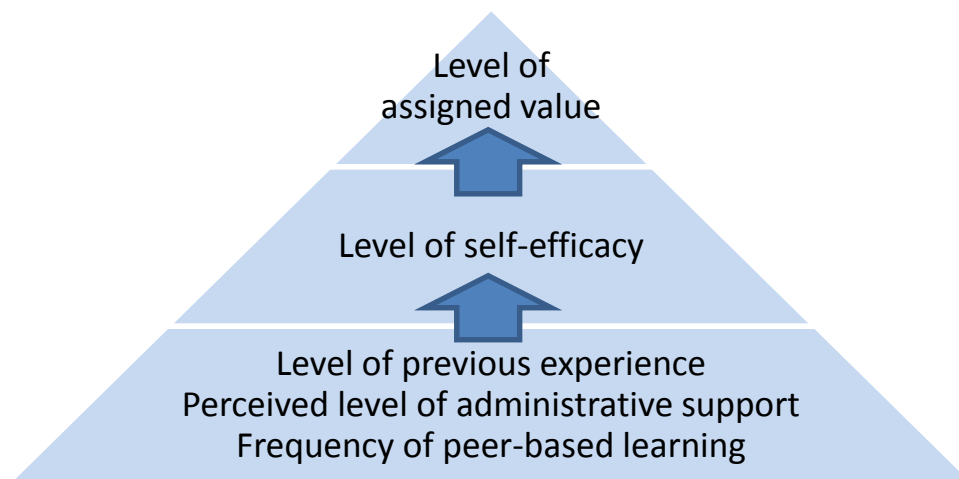 Level of
assigned value
Level of self-efficacy
Level of previous experience
Perceived level of administrative support
Frequency of peer-based learning